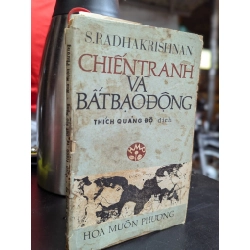 S. RADHAKRISHNAN
CHIẾN TRANH
VÀ
BẤT BẠO ĐỘNG
THÍCH QUẢNG ĐỘ dịch
HOA MUÔN PHƯƠNG